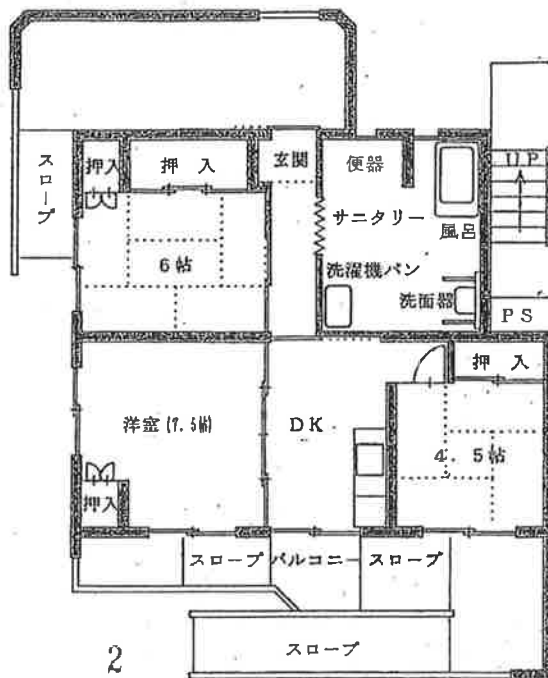 押入
押 入
玄関
便器
UP
スロープ
サニタリー
風呂
6帖
洗濯機パン
洗面器
PS
押 入
洋室(7.5帖)
DK
4.5帖
押入
スロープ
バルコニー
スロープ
スロープ
2